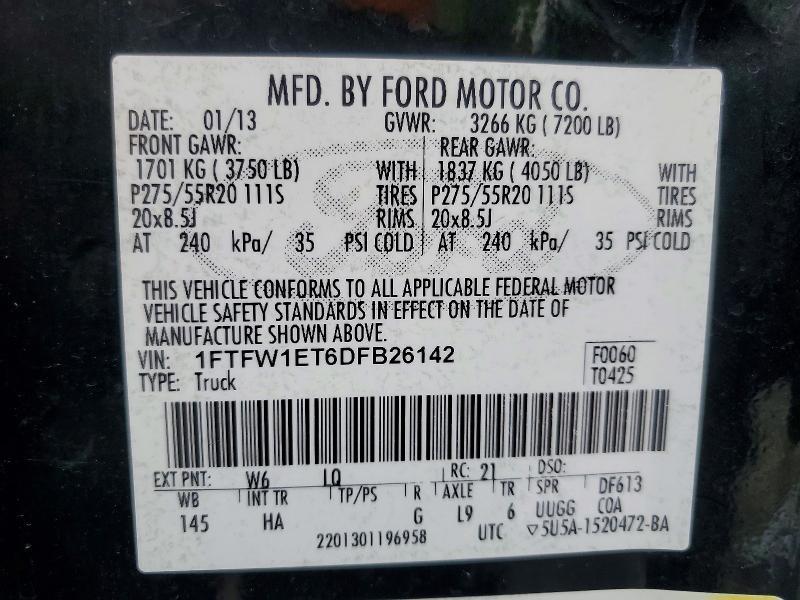 MFD. BY FORD MOTOR CO.
DATE: 01/13 GVWR: 3266 KG ( 7200 LB)
FRONT GAWR: REAR GAWR:
1701 KG ( 3750 LB) WITH 1837 KG ( 4050 LB) WITH
P275/55R20 111S TIRES P275/55R20 111S TIRES
20x8.5J RIMS 20x8.5J RIMS
AT 240 kPa/ 35 PSI COLD AT 240 kPa/ 35 PSI COLD
THIS VEHICLE CONFORMS TO ALL APPLICABLE FEDERAL MOTOR
VEHICLE SAFETY STANDARDS IN EFFECT ON THE DATE OF
MANUFACTURE SHOWN ABOVE.
VIN: 1FTFW1ET6DFB26142 F0060
TYPE: Truck T0425
EXT PNT: W6 LQ RC: 21 DSO:
WB INT TR TP/PS R AXLE TR SPR DF613
145 HA G L9 6 UUGG COA
2201301196958 UTC ▽5U5A-1520472-BA